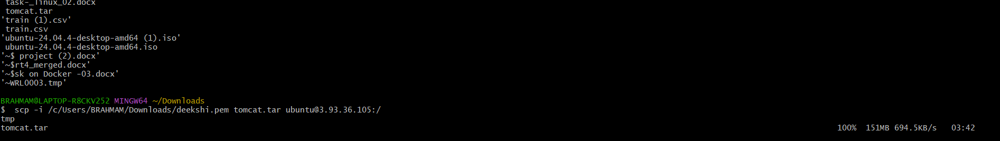 task-_linux_02.docx
tomcat.tar
'train (1).csv'
train.csv
'ubuntu-24.04.4-desktop-amd64 (1).iso'
ubuntu-24.04.4-desktop-amd64.iso
'~$ project (2).docx'
'~$rt4_merged.docx'
'~$sk on Docker -03.docx'
'~WRL0003.tmp'
BRAHMAM@LAPTOP-R8CKV252 MINGW64 ~/Downloads
$  scp -i /c/Users/BRAHMAM/Downloads/deekshi.pem tomcat.tar ubuntu@3.93.36.105:/
tmp
tomcat.tar 100% 151MB 694.5KB/s 03:42